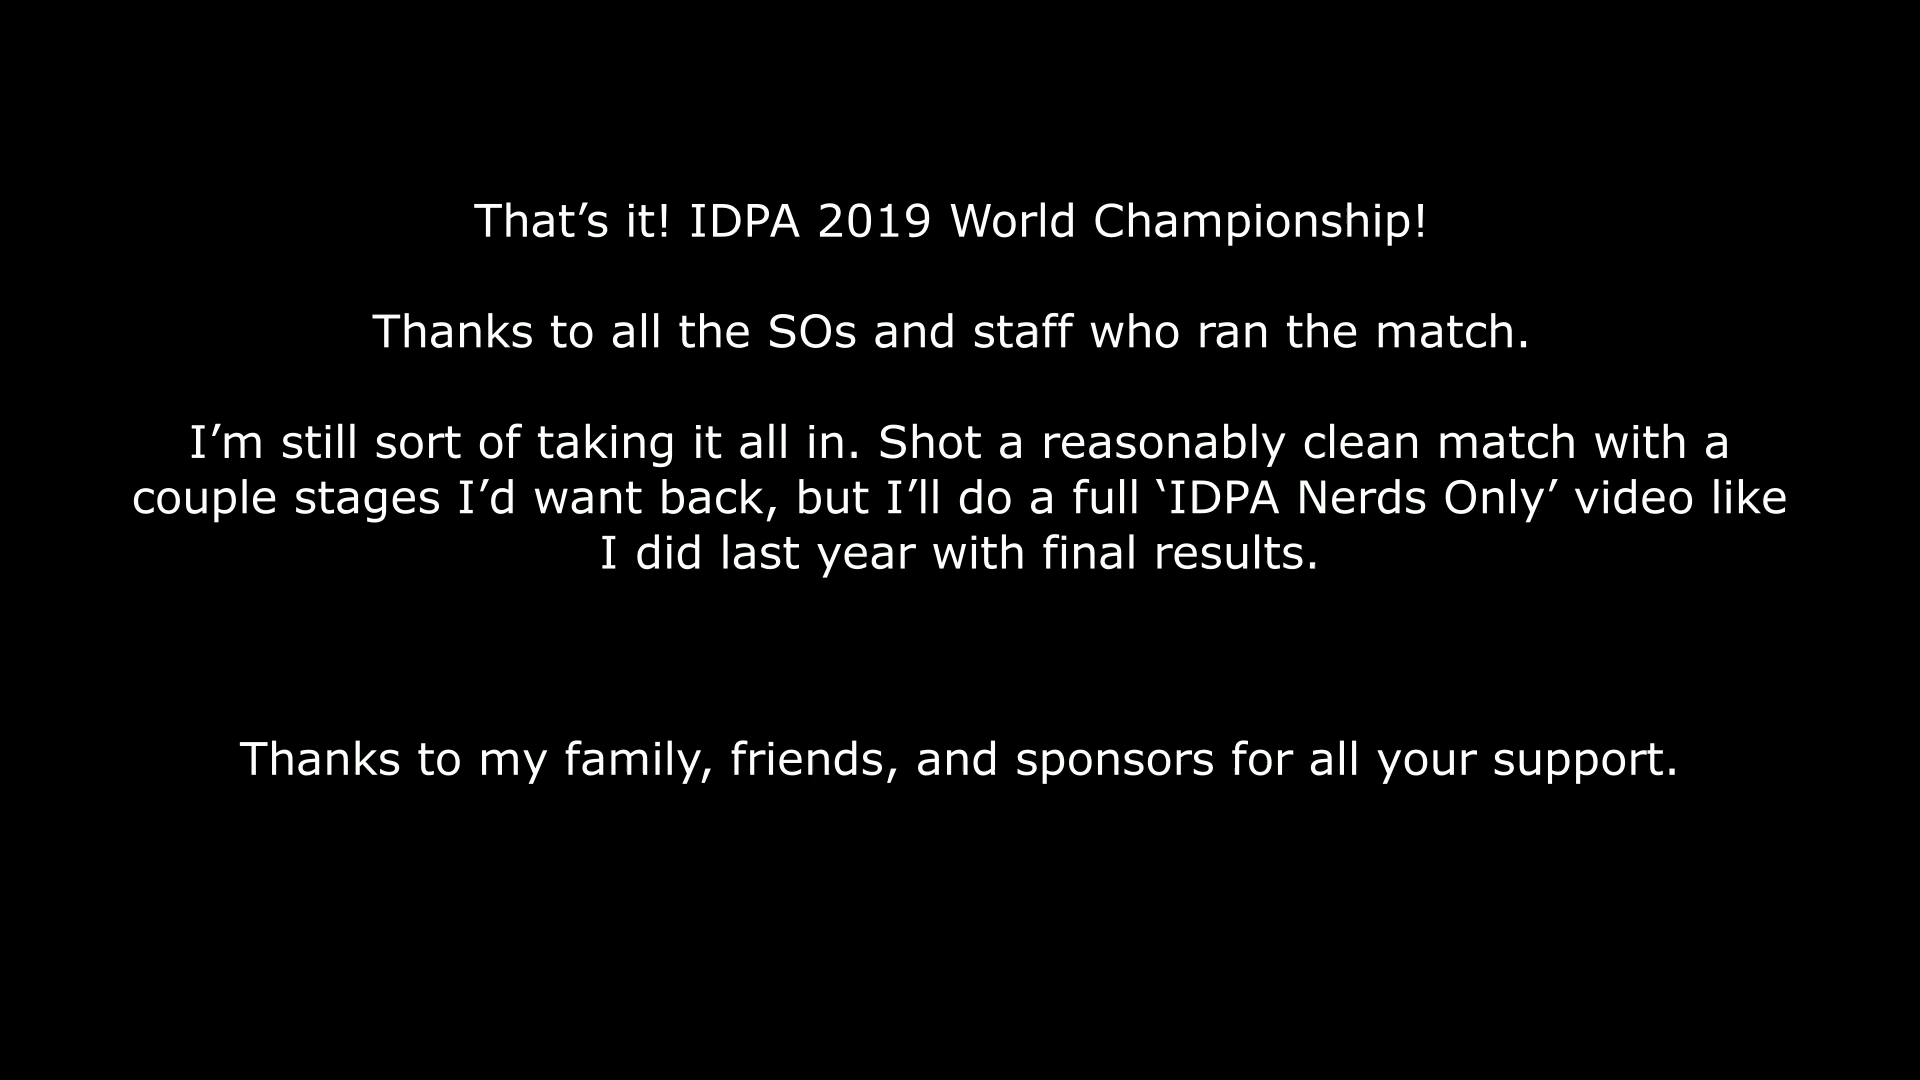 That’s it! IDPA 2019 World Championship!
Thanks to all the SOs and staff who ran the match.
I’m still sort of taking it all in. Shot a reasonably clean match with a
couple stages I’d want back, but I’ll do a full ‘IDPA Nerds Only’ video like
I did last year with final results.
Thanks to my family, friends, and sponsors for all your support.